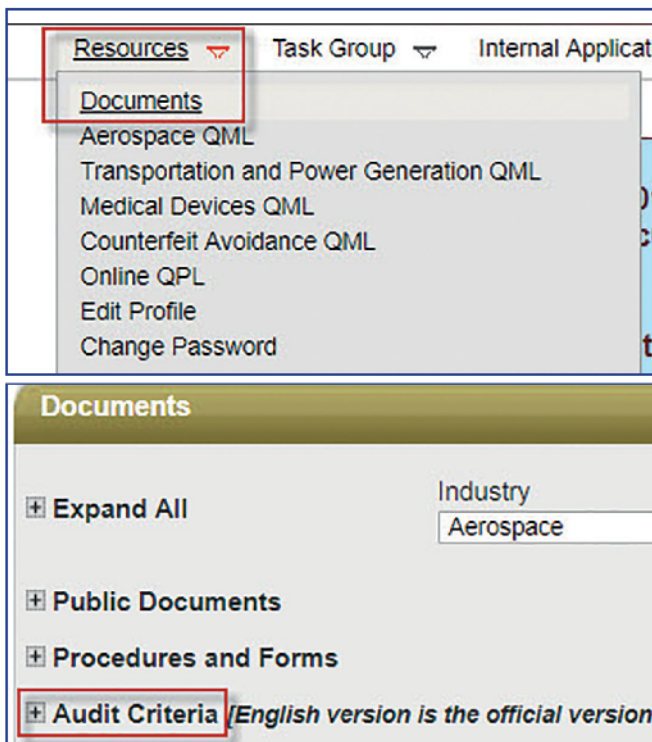 Resources Task Group Internal Applicat
Documents
Aerospace QML
Transportation and Power Generation QML
Medical Devices QML
Counterfeit Avoidance QML
Online QPL
Edit Profile
Change Password
Documents
Industry
Expand All
Aerospace
Public Documents
Procedures and Forms
Audit Criteria [English version is the official version